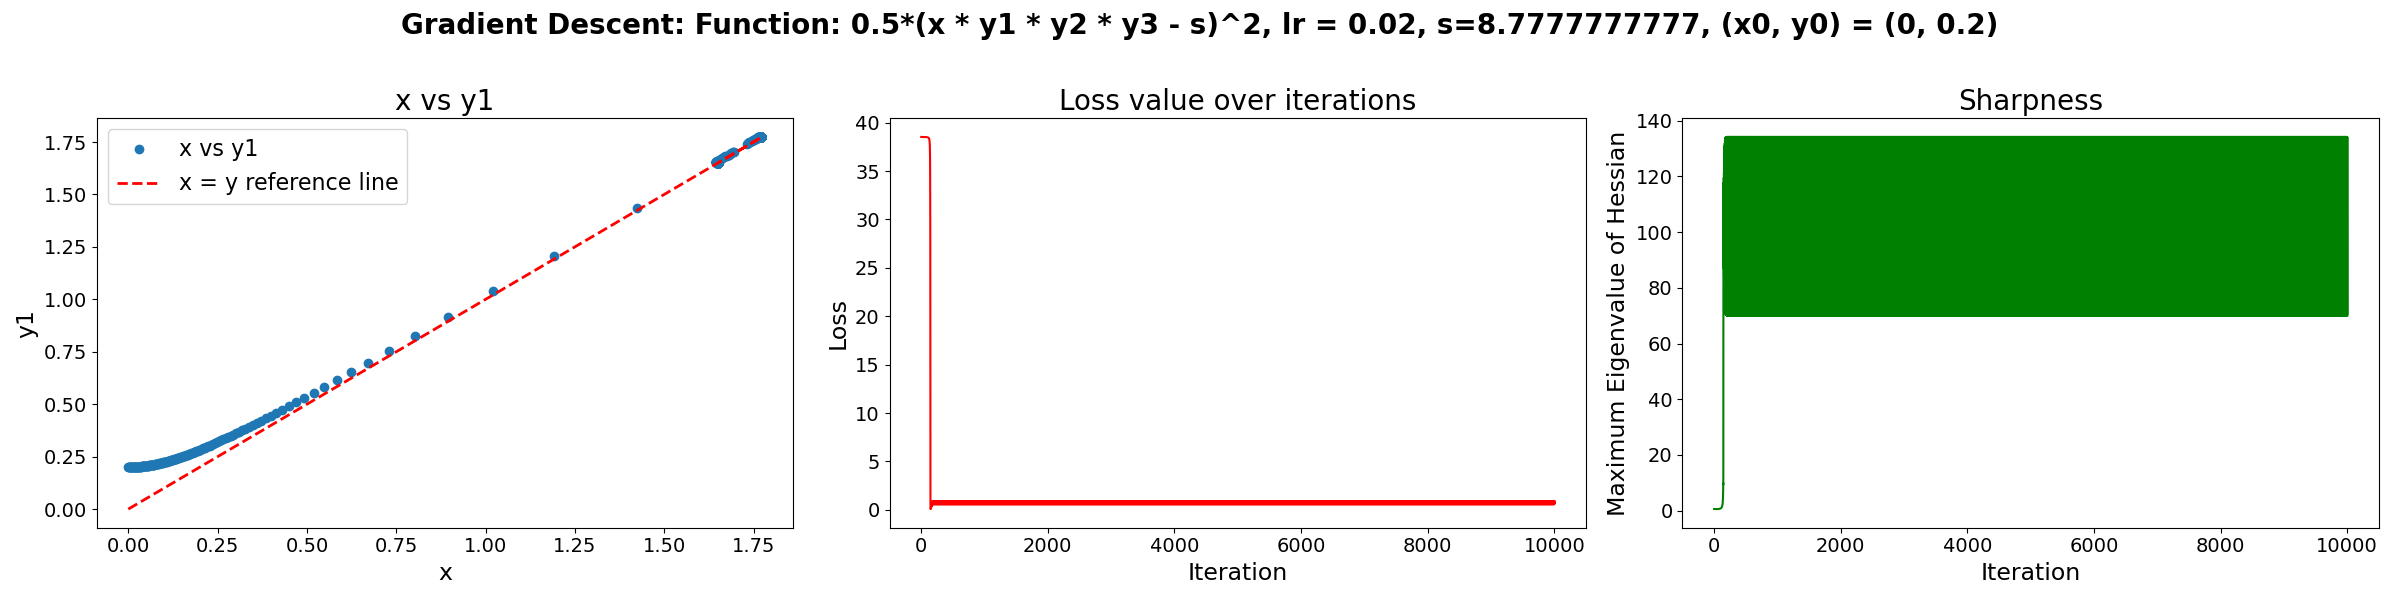 Gradient Descent: Function: 0.5*(x * y1 * y2 * y3 - s)^2, lr = 0.02, s=8.7777777777, (x0, y0) = (0, 0.2)
x vs y1
x vs y1
x = y reference line
1.75
1.50
1.25
1.00
0.75
0.50
0.25
0.00
y1
0.00 0.25 0.50 0.75 1.00 1.25 1.50 1.75
x
Loss value over iterations
40
35
30
25
20
15
10
5
0
Loss
0 2000 4000 6000 8000 10000
Iteration
Sharpness
140
120
100
80
60
40
20
0
Maximum Eigenvalue of Hessian
0 2000 4000 6000 8000 10000
Iteration